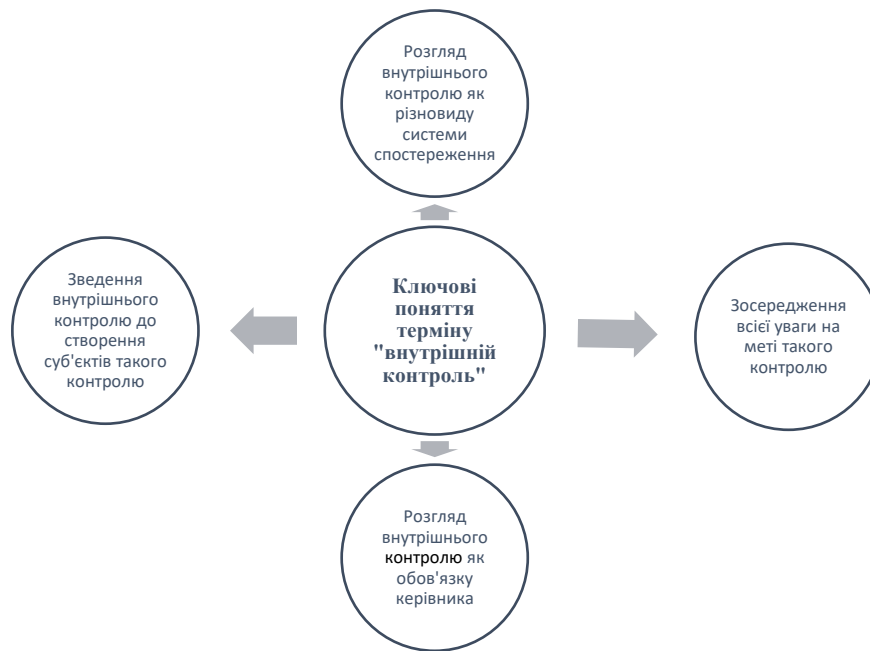 Розгляд
внутрішнього
контролю як
різновиду
системи
спостереження
Зведення
внутрішнього
контролю до
створення
суб'єктів такого
контролю
Ключові
поняття
терміну
"внутрішній
контроль"
Зосередження
всієї уваги на
меті такого
контролю
Розгляд
внутрішнього
контролю як
обов'язку
керівника